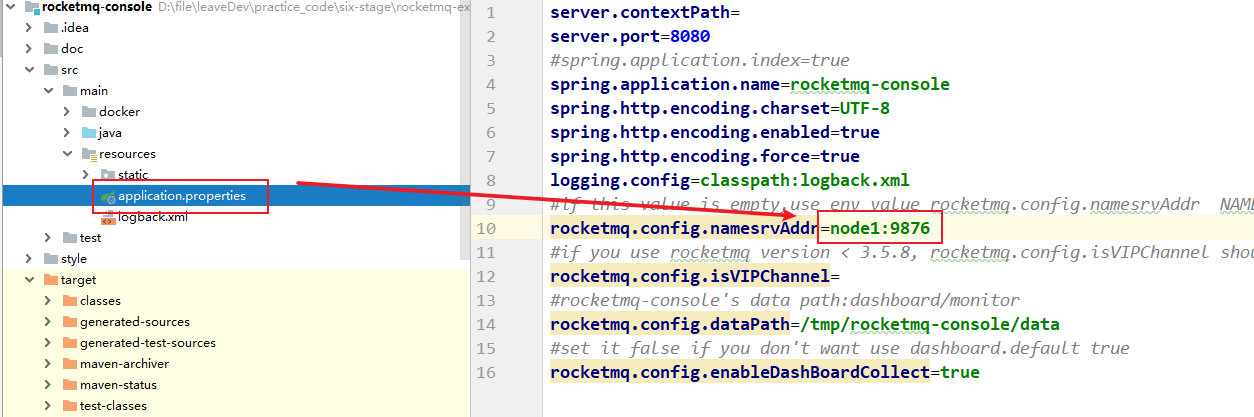 rocketmq-console D:\file\leaveDev\practice_code\six-stage\rocketmq-ex
.idea
doc
src
main
docker
java
resources
static
application.properties
logback.xml
test
style
target
classes
generated-sources
generated-test-sources
maven-archiver
maven-status
test-classes
1 server.contextPath=
2 server.port=8080
3 #spring.application.index=true
4 spring.application.name=rocketmq-console
5 spring.http.encoding.charset=UTF-8
6 spring.http.encoding.enabled=true
7 spring.http.encoding.force=true
8 logging.config=classpath:logback.xml
9 #if this value is empty,use env value rocketmq.config.namesrvAddr NAME
10 rocketmq.config.namesrvAddr=node1:9876
11 #if you use rocketmq version < 3.5.8, rocketmq.config.isVIPChannel shou
12 rocketmq.config.isVIPChannel=
13 #rocketmq-console's data path:dashboard/monitor
14 rocketmq.config.dataPath=/tmp/rocketmq-console/data
15 #set it false if you don't want use dashboard.default true
16 rocketmq.config.enableDashBoardCollect=true